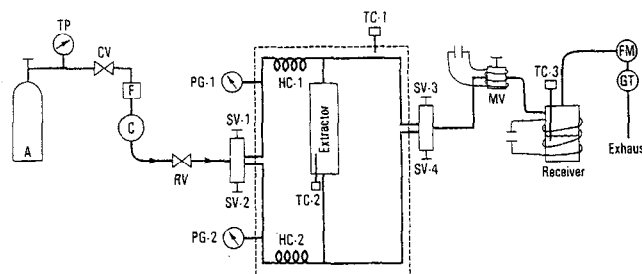 TP
CV
F
C
A
RV
PG·1
SV·1
SV·2
PG·2
HC·1
HC·2
Extractor
TC·1
TC·2
SV·3
SV·4
MV
TC·3
Receiver
FM
GT
Exhaus